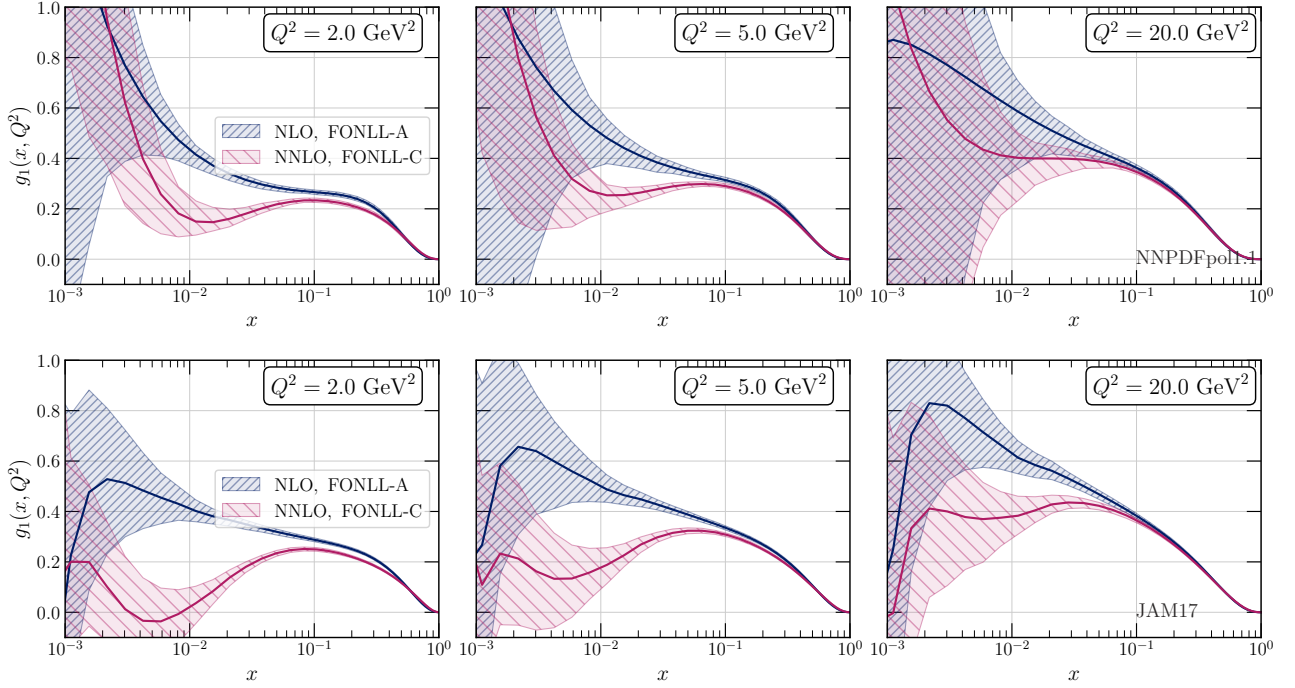 Q² = 2.0 GeV²
Q² = 5.0 GeV²
Q² = 20.0 GeV²
1.0
0.8
0.6
0.4
0.2
0.0
g₁(x, Q²)
NLO, FONLL-A
NNLO, FONLL-C
NNPDFpol1.1
10⁻³ 10⁻² 10⁻¹ 10⁰
10⁻³ 10⁻² 10⁻¹ 10⁰
10⁻³ 10⁻² 10⁻¹ 10⁰
x
x
x
Q² = 2.0 GeV²
Q² = 5.0 GeV²
Q² = 20.0 GeV²
1.0
0.8
0.6
0.4
0.2
0.0
g₁(x, Q²)
NLO, FONLL-A
NNLO, FONLL-C
JAM17
10⁻³ 10⁻² 10⁻¹ 10⁰
10⁻³ 10⁻² 10⁻¹ 10⁰
10⁻³ 10⁻² 10⁻¹ 10⁰
x
x
x